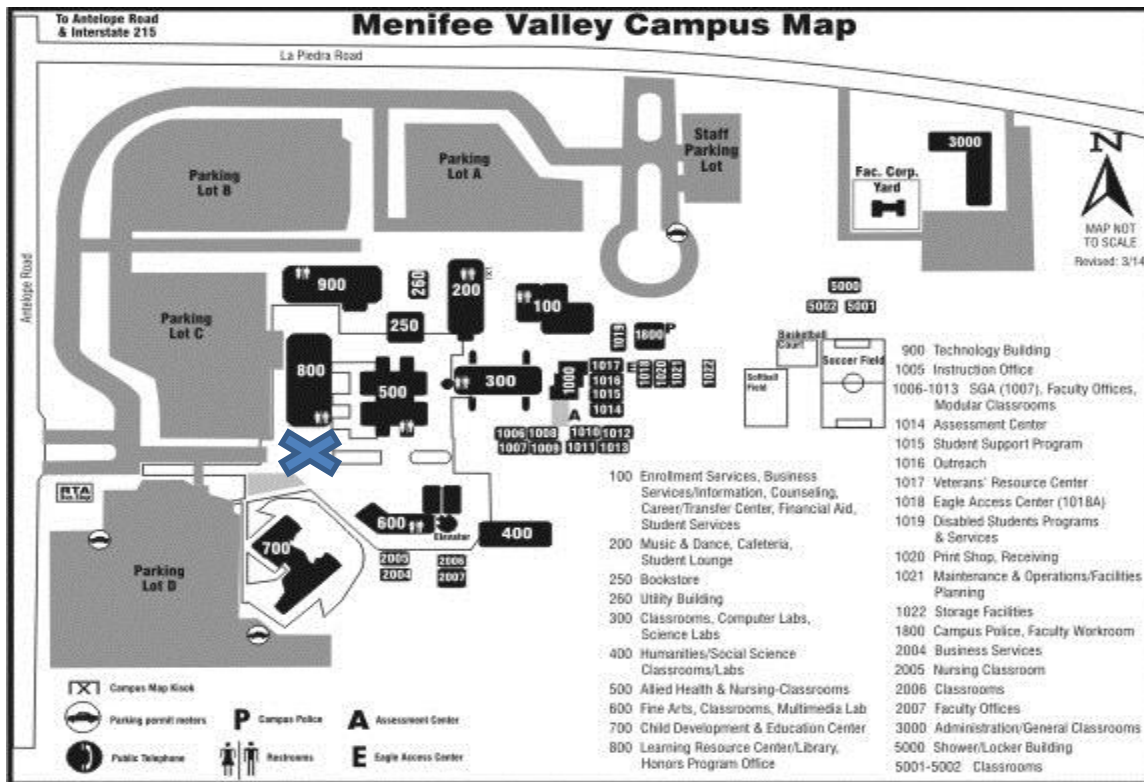 To Antelope Road
& Interstate 215
Menifee Valley Campus Map
La Piedra Road
Antelope Road
Parking
Lot B
Parking
Lot A
Staff
Parking
Lot
3000
Fac. Corp.
Yard
N
MAP NOT
TO SCALE
Revised: 3/14
900
260
200
250
100
Parking
Lot C
800
500
300
1000
1019
1800
P
1017
E
1016
1015
1014
1018
1020
1021
1022
5000
5002
5001
Basketball
Court
Softball
Field
Soccer Field
A
1006
1008
1010
1012
1007
1009
1011
1013
RTA
Bus Stop
600
Elevator
400
700
2005
2004
2006
2007
Parking
Lot D
100 Enrollment Services, Business
Services/Information, Counseling,
Career/Transfer Center, Financial Aid,
Student Services
200 Music & Dance, Cafeteria,
Student Lounge
250 Bookstore
260 Utility Building
300 Classrooms, Computer Labs,
Science Labs
400 Humanities/Social Science
Classrooms/Labs
500 Allied Health & Nursing-Classrooms
600 Fine Arts, Classrooms, Multimedia Lab
700 Child Development & Education Center
800 Learning Resource Center/Library,
Honors Program Office
900 Technology Building
1005 Instruction Office
1006-1013 SGA (1007), Faculty Offices,
Modular Classrooms
1014 Assessment Center
1015 Student Support Program
1016 Outreach
1017 Veterans' Resource Center
1018 Eagle Access Center (1018A)
1019 Disabled Students Programs
& Services
1020 Print Shop, Receiving
1021 Maintenance & Operations/Facilities
Planning
1022 Storage Facilities
1800 Campus Police, Faculty Workroom
2004 Business Services
2005 Nursing Classroom
2006 Classrooms
2007 Faculty Offices
3000 Administration/General Classrooms
5000 Shower/Locker Building
5001-5002 Classrooms
Campus Map Kisok
Parking permit meters
P Campus Police
A Assessment Center
Public Telephone
Restrooms
E Eagle Access Center